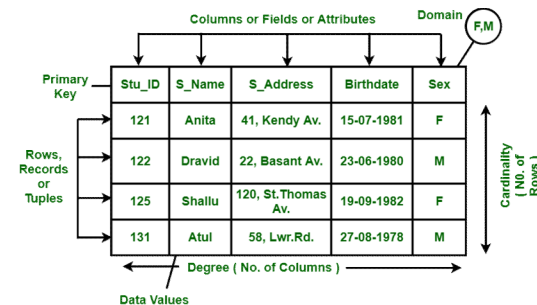 Columns or Fields or Attributes
Domain
F,M
Primary
Key
Stu_ID S_Name S_Address Birthdate Sex
121 Anita 41, Kendy Av. 15-07-1981 F
122 Dravid 22, Basant Av. 23-06-1980 M
125 Shallu 120, St.Thomas Av. 19-09-1982 F
131 Atul 58, Lwr.Rd. 27-08-1978 M
Rows,
Records
or
Tuples
Cardinality
( N0. of
Rows )
Degree ( No. of Columns )
Data Values